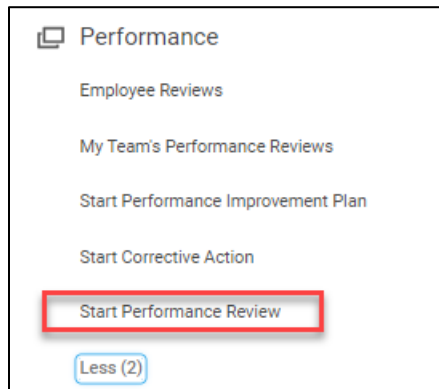 Performance
Employee Reviews
My Team's Performance Reviews
Start Performance Improvement Plan
Start Corrective Action
Start Performance Review
Less (2)